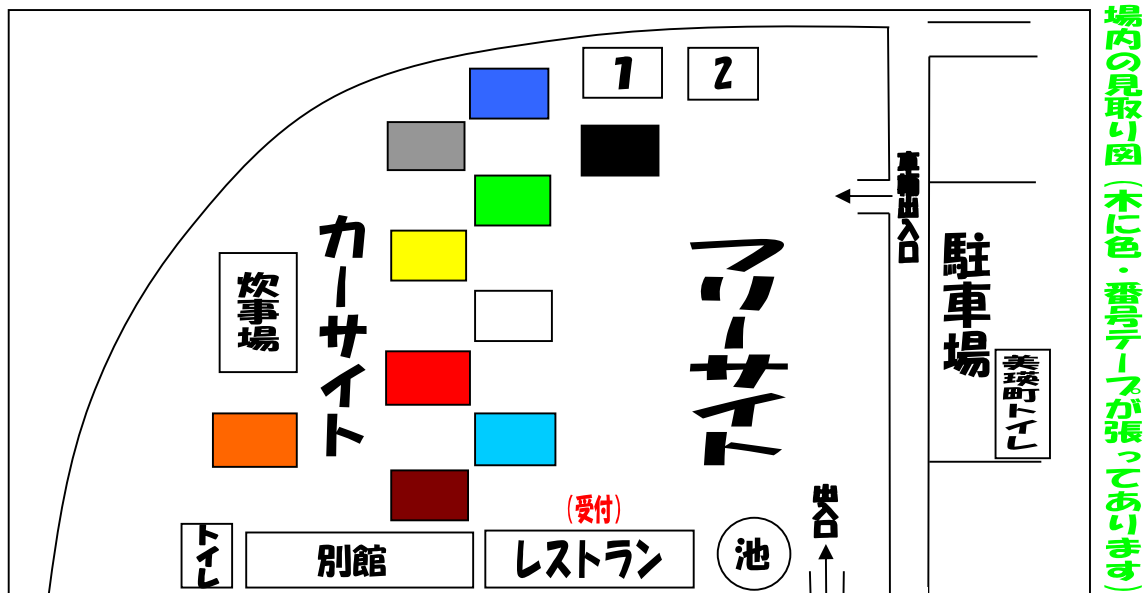 場内の見取り図（木に色・番号テープが張ってあります）
1
2
車輛出入口
駐車場
美瑛町トイレ
フリーサイト
カーサイト
炊事場
(受付)
出入口
トイレ
別館
レストラン
池